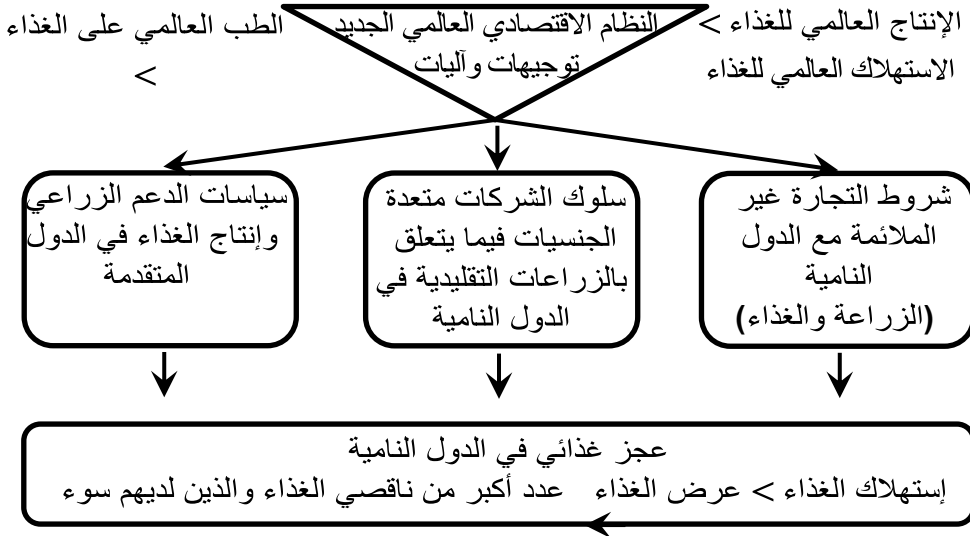 الإنتاج العالمي للغذاء >
الاستهلاك العالمي للغذاء
النظام الاقتصادي العالمي الجديد
توجيهات وآليات
الطب العالمي على الغذاء
>
شروط التجارة غير
الملائمة مع الدول
النامية
(الزراعة والغذاء)
سلوك الشركات متعدة
الجنسيات فيما يتعلق
بالزراعات التقليدية في
الدول النامية
سياسات الدعم الزراعي
وإنتاج الغذاء في الدول
المتقدمة
عجز غذائي في الدول النامية
إستهلاك الغذاء > عرض الغذاء عدد أكبر من ناقصي الغذاء والذين لديهم سوء